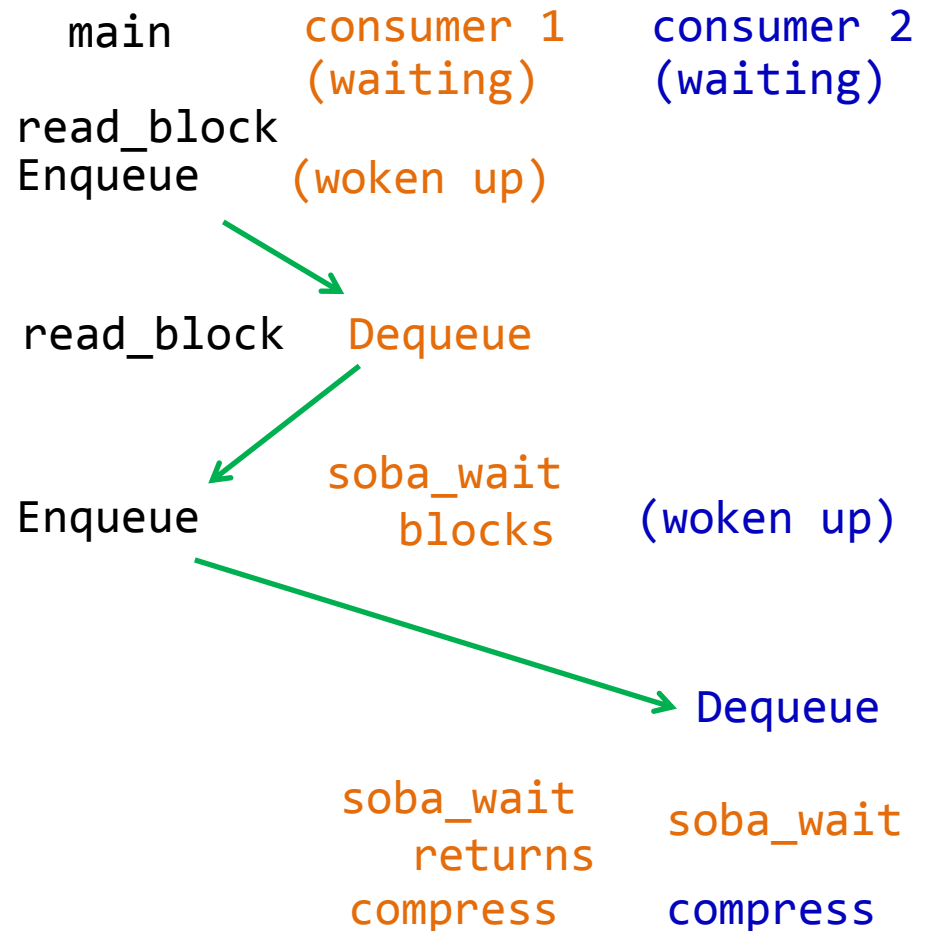 main consumer 1 consumer 2
(waiting) (waiting)
read_block
Enqueue (woken up)
read_block Dequeue
soba_wait
Enqueue blocks (woken up)
Dequeue
soba_wait soba_wait
returns
compress compress